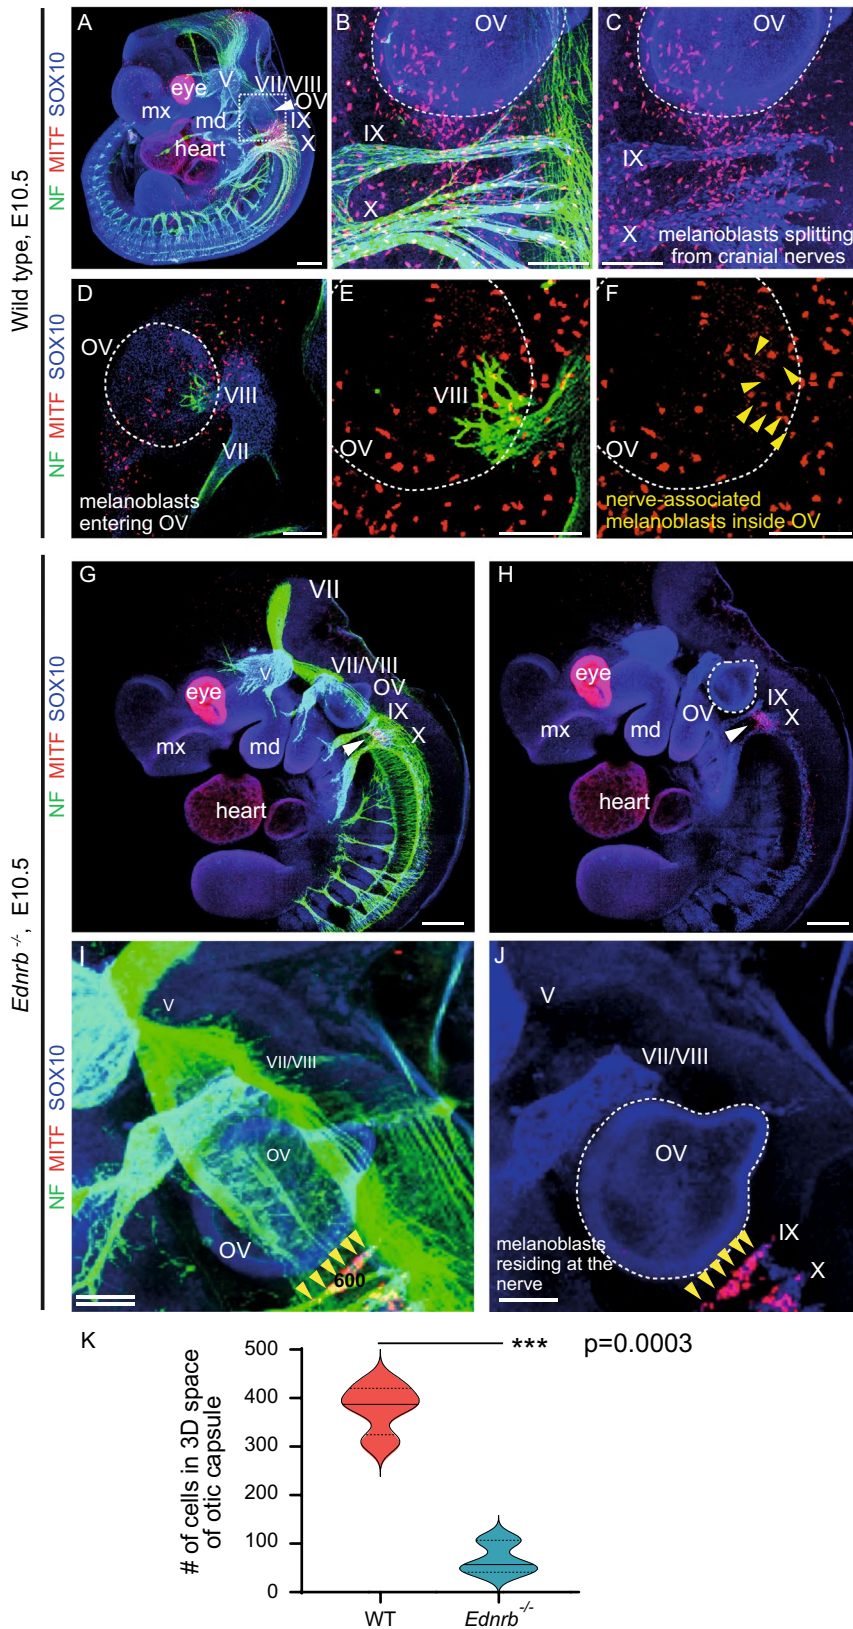 Wild type, E10.5
NF MITF SOX10
A
eye
V
VII/VIII
OV
mx
md
IX
heart
X
B
OV
IX
X
C
OV
IX
X
melanoblasts splitting
from cranial nerves
NF MITF SOX10
D
OV
VIII
VII
melanoblasts
entering OV
E
VIII
OV
F
OV
nerve-associated
melanoblasts inside OV
Ednrb -/-, E10.5
NF MITF SOX10
G
VII
V
VII/VIII
eye
OV
IX
mx
md
X
heart
H
eye
OV
IX
X
mx
md
heart
NF MITF SOX10
I
V
VII/VIII
OV
OV
600
J
V
VII/VIII
OV
IX
melanoblasts
residing at the
nerve
X
K
*** p=0.0003
# of cells in 3D space
of otic capsule
500
400
300
200
100
0
WT
Ednrb-/-